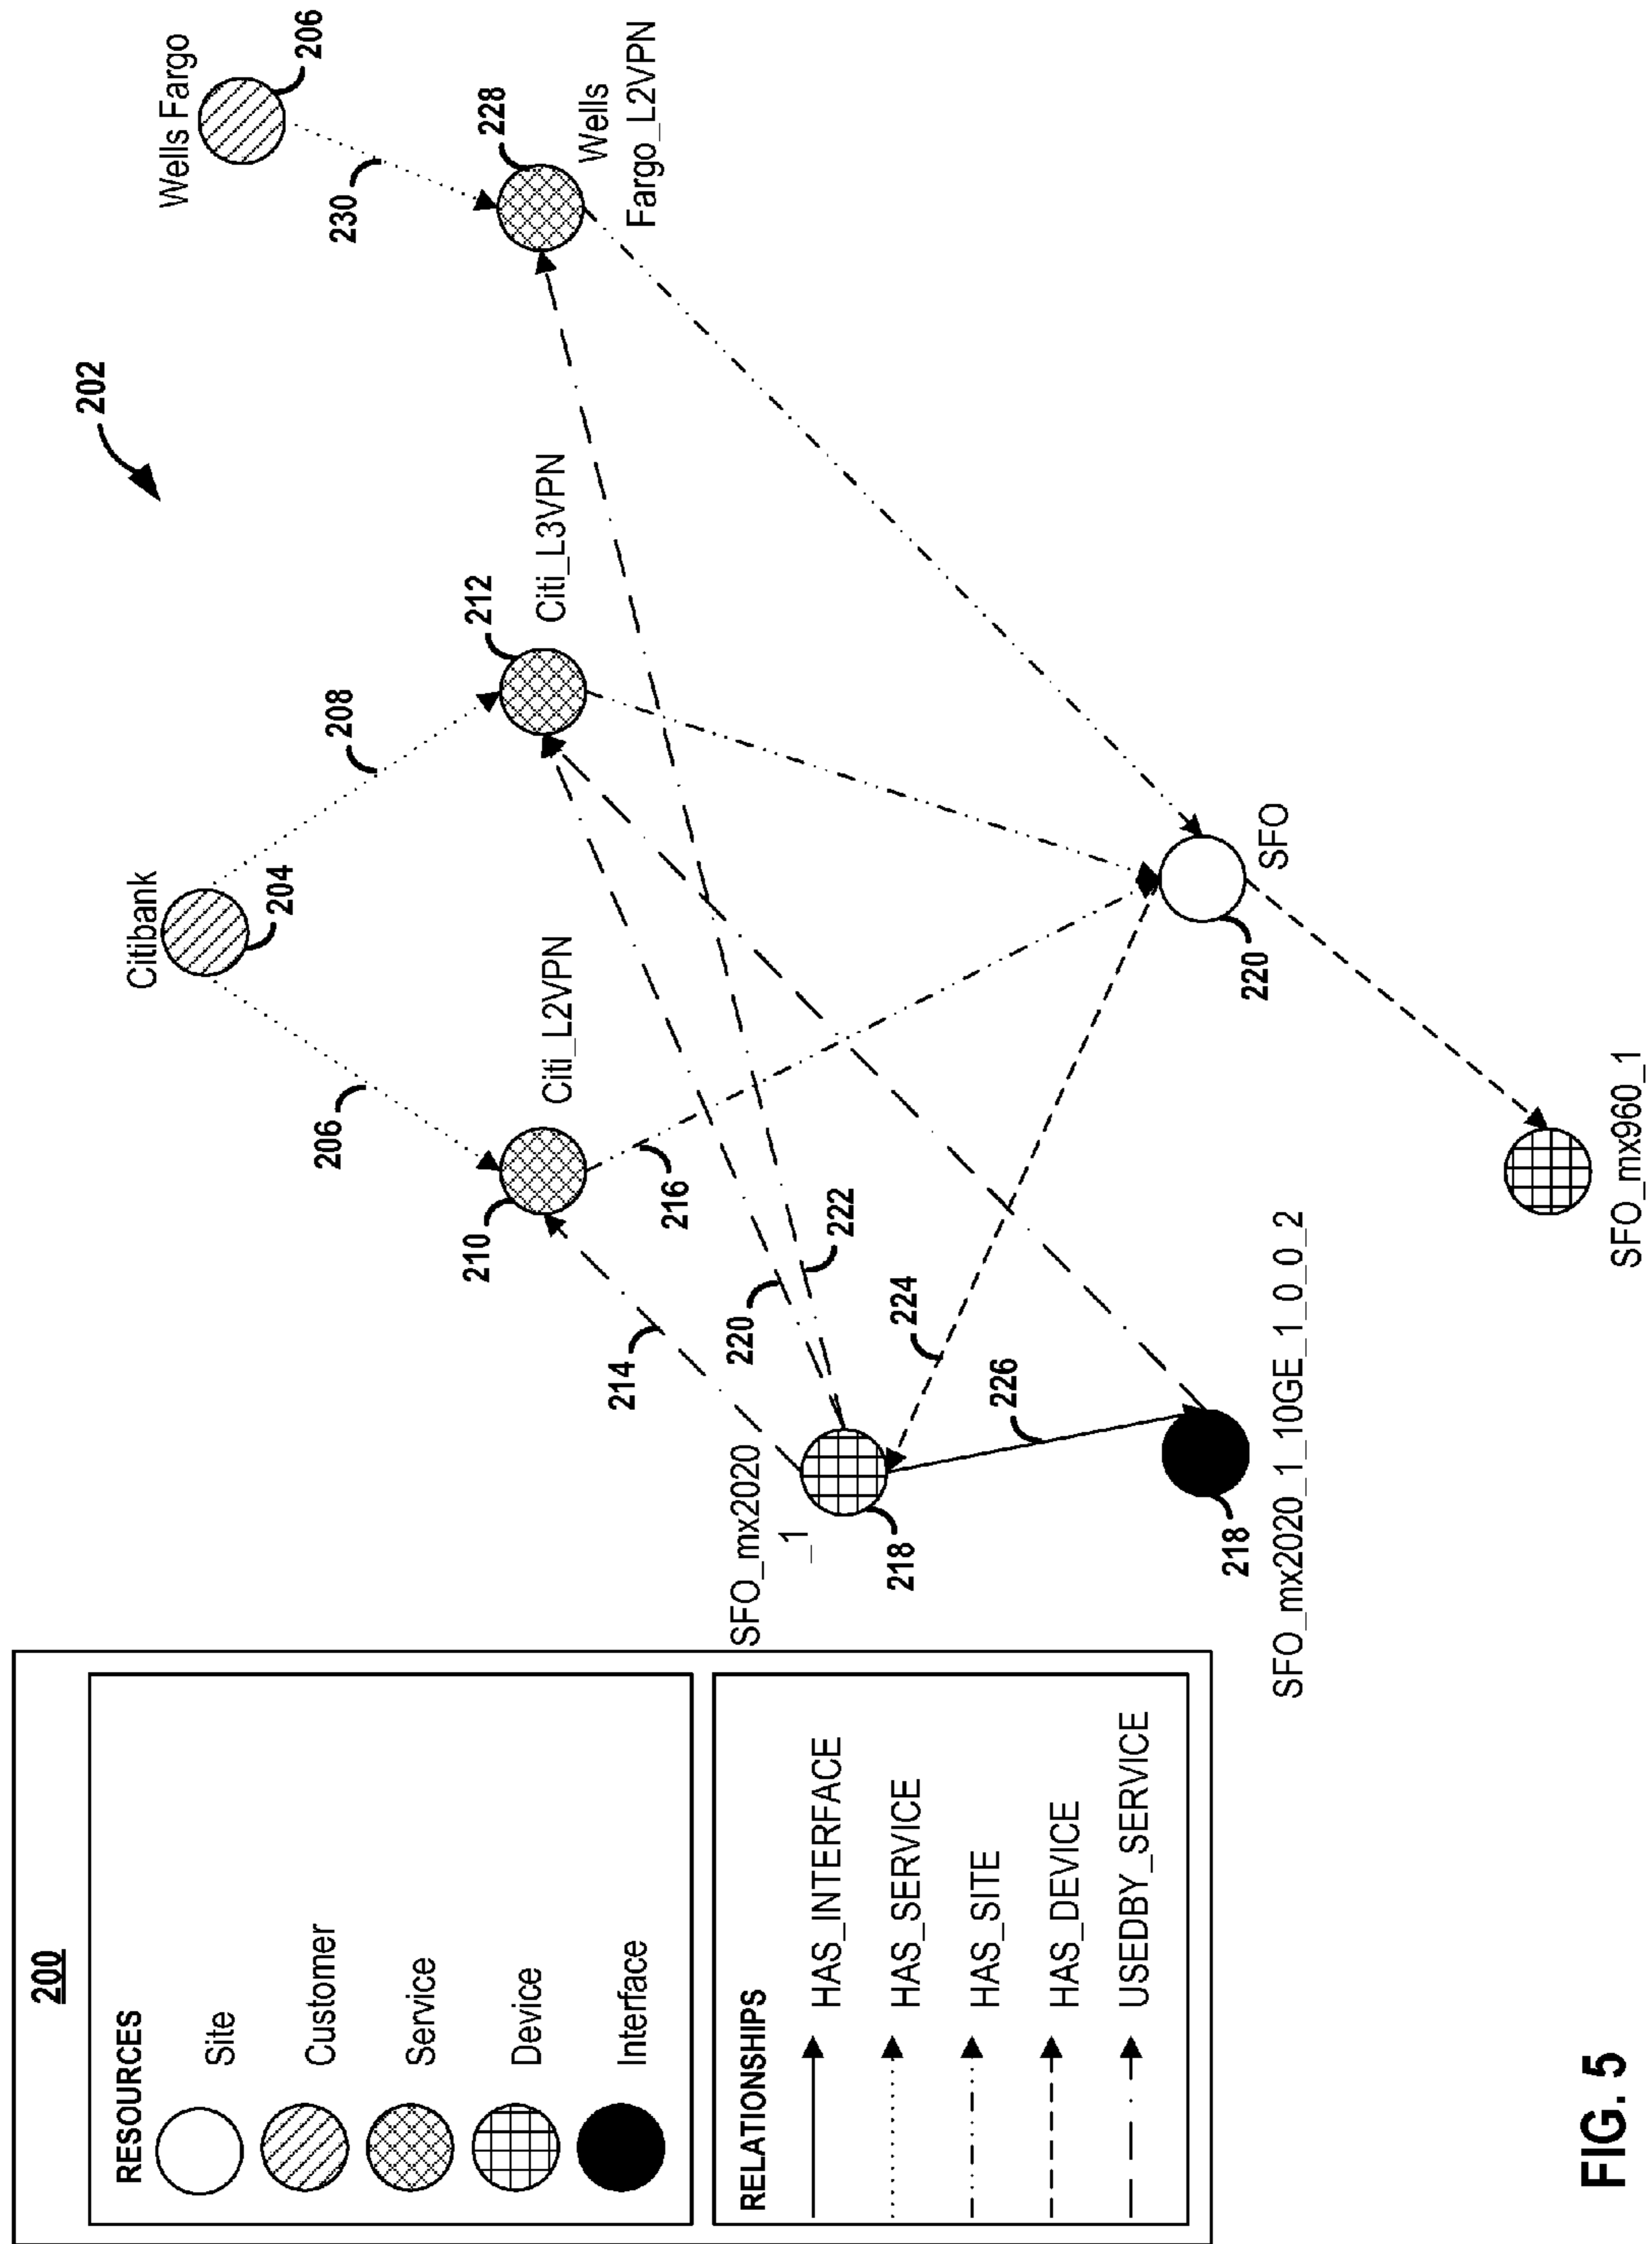 200
RESOURCES
Site
Customer
Service
Device
Interface
RELATIONSHIPS
HAS_INTERFACE
HAS_SERVICE
HAS_SITE
HAS_DEVICE
USEDBY_SERVICE
202
Citibank
204
Wells Fargo
206
206
208
230
210
Citi_L2VPN
212
Citi_L3VPN
228
Wells
Fargo_L2VPN
214
216
220
222
SFO_mx2020
_1
218
224
226
220
SFO
218
SFO_mx2020_1_10GE_1_0_0_2
SFO_mx960_1
FIG. 5